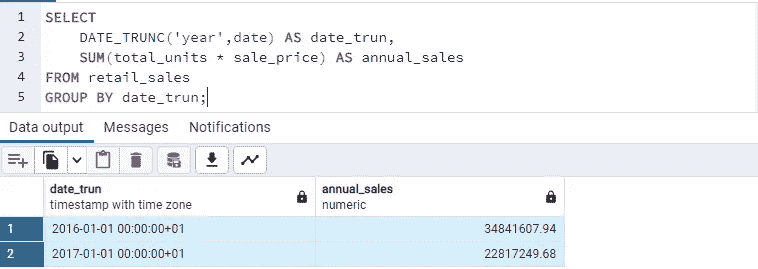 1 SELECT
2 DATE_TRUNC('year',date) AS date_trun,
3 SUM(total_units * sale_price) AS annual_sales
4 FROM retail_sales
5 GROUP BY date_trun;
Data output Messages Notifications
date_trun annual_sales
timestamp with time zone numeric
1 2016-01-01 00:00:00+01 34841607.94
2 2017-01-01 00:00:00+01 22817249.68